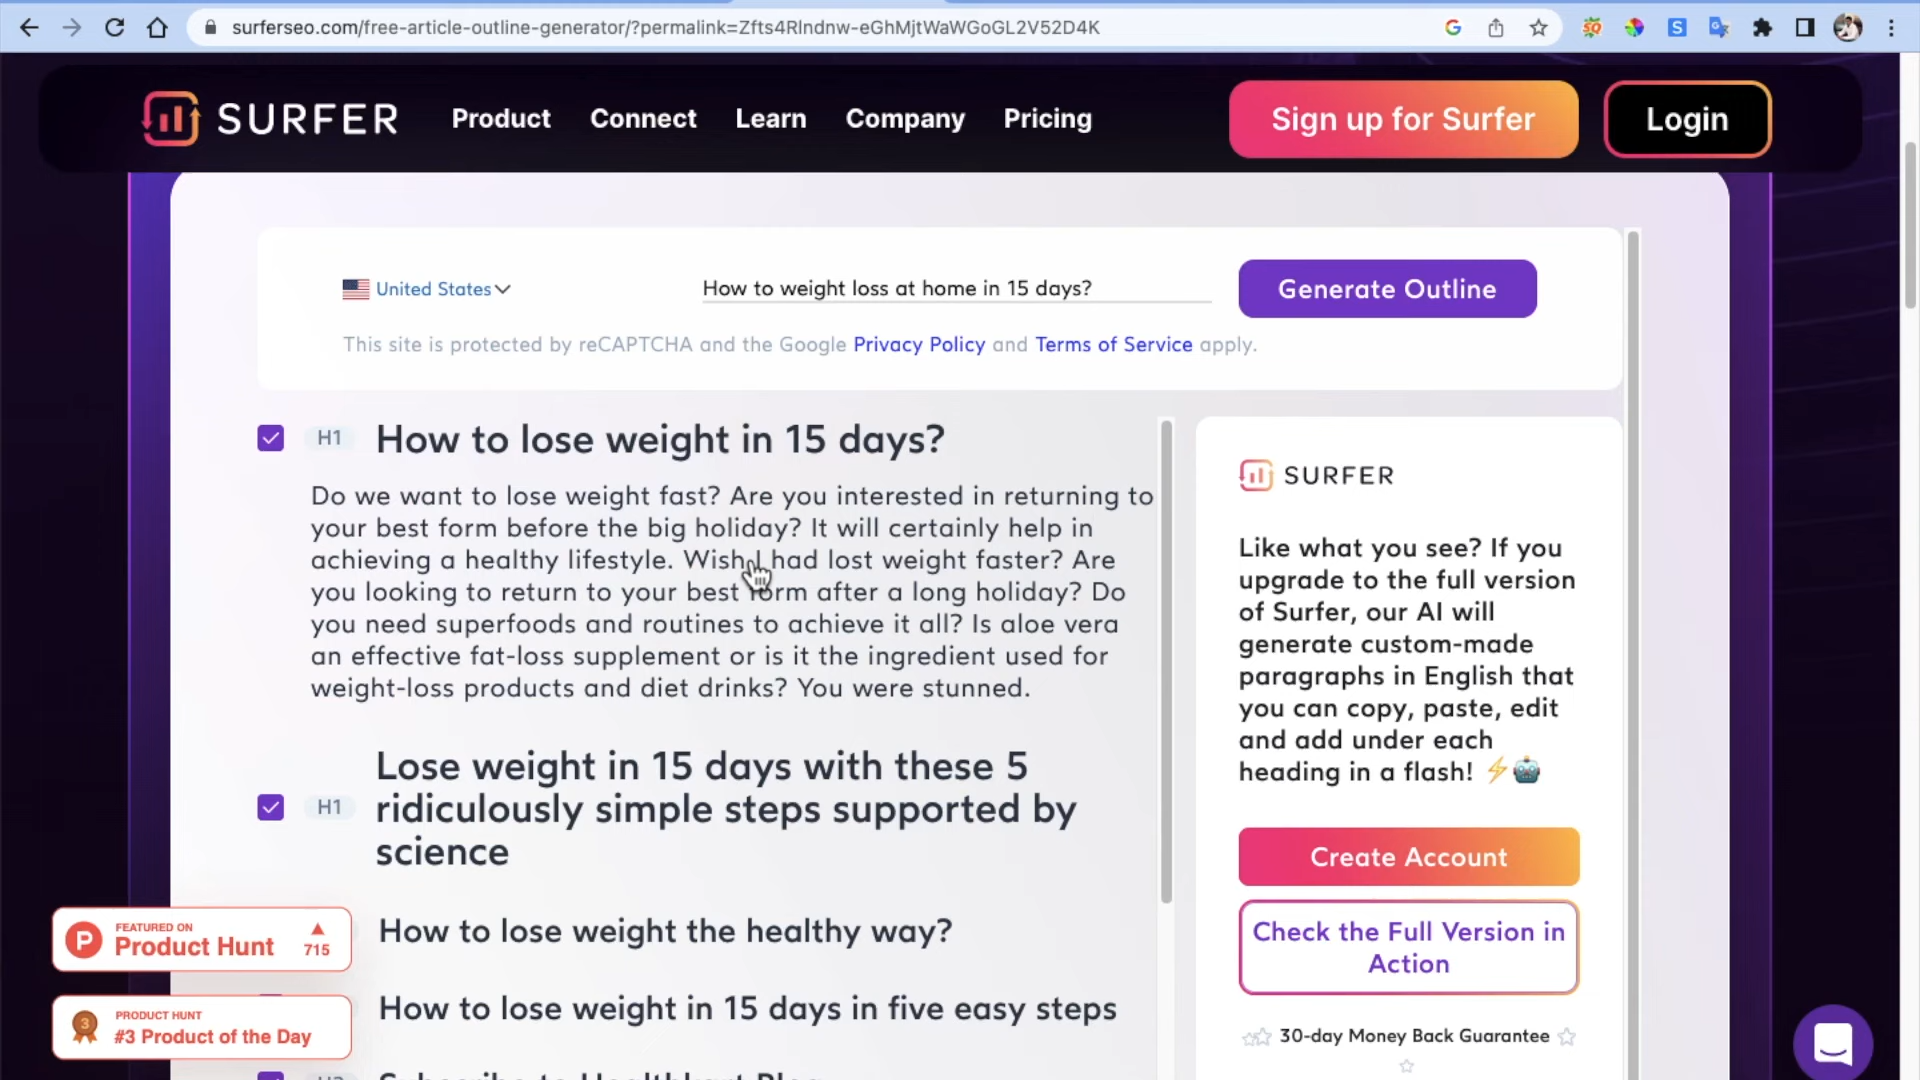 surferseo.com/free-article-outline-generator/?permalink=Zfts4RIndnw-eGhMjtWaWGoGL2V52D4K
SURFER
Product
Connect
Learn
Company
Pricing
Sign up for Surfer
Login
United States
How to weight loss at home in 15 days?
Generate Outline
This site is protected by reCAPTCHA and the Google Privacy Policy and Terms of Service apply.
H1
How to lose weight in 15 days?
Do we want to lose weight fast? Are you interested in returning to
your best form before the big holiday? It will certainly help in
achieving a healthy lifestyle. Wish I had lost weight faster? Are
you looking to return to your best form after a long holiday? Do
you need superfoods and routines to achieve it all? Is aloe vera
an effective fat-loss supplement or is it the ingredient used for
weight-loss products and diet drinks? You were stunned.
H1
Lose weight in 15 days with these 5
ridiculously simple steps supported by
science
How to lose weight the healthy way?
How to lose weight in 15 days in five easy steps
Subscribe to Healthkart Blog
SURFER
Like what you see? If you
upgrade to the full version
of Surfer, our AI will
generate custom-made
paragraphs in English that
you can copy, paste, edit
and add under each
heading in a flash! ⚡🤖
Create Account
Check the Full Version in
Action
30-day Money Back Guarantee
P
FEATURED ON
Product Hunt
715
3
PRODUCT HUNT
#3 Product of the Day